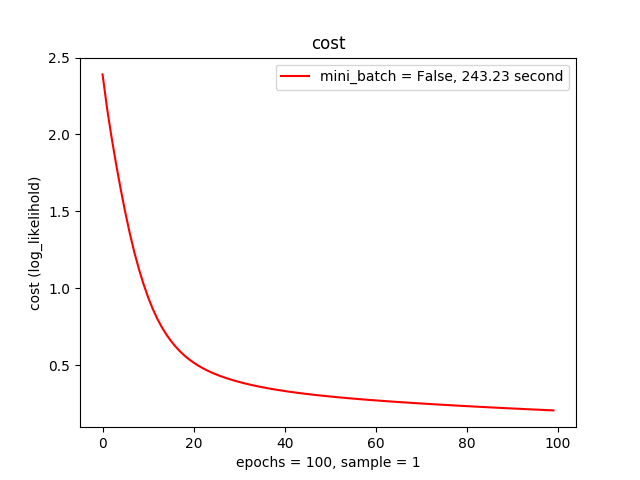 cost
mini_batch = False, 243.23 second
cost (log_likelihold)
2.5
2.0
1.5
1.0
0.5
0 20 40 60 80 100
epochs = 100, sample = 1